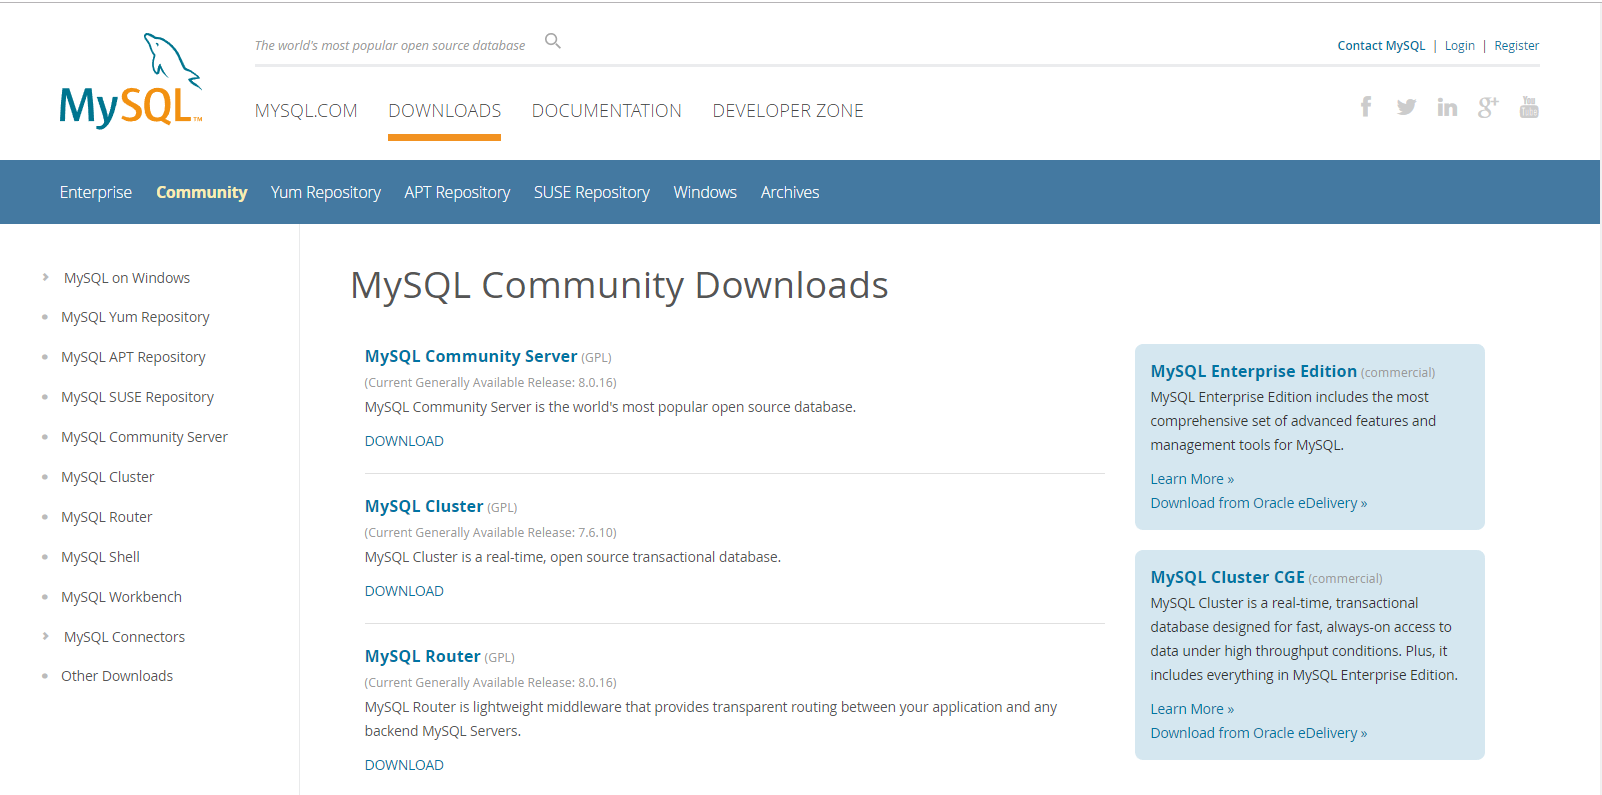 The world's most popular open source database
Contact MySQL | Login | Register
MySQL™
MYSQL.COM DOWNLOADS DOCUMENTATION DEVELOPER ZONE
f in g+ You Tube
Enterprise Community Yum Repository APT Repository SUSE Repository Windows Archives
MySQL on Windows
MySQL Yum Repository
MySQL APT Repository
MySQL SUSE Repository
MySQL Community Server
MySQL Cluster
MySQL Router
MySQL Shell
MySQL Workbench
MySQL Connectors
Other Downloads
MySQL Community Downloads
MySQL Community Server (GPL)
(Current Generally Available Release: 8.0.16)
MySQL Community Server is the world's most popular open source database.
DOWNLOAD
MySQL Cluster (GPL)
(Current Generally Available Release: 7.6.10)
MySQL Cluster is a real-time, open source transactional database.
DOWNLOAD
MySQL Router (GPL)
(Current Generally Available Release: 8.0.16)
MySQL Router is lightweight middleware that provides transparent routing between your application and any
backend MySQL Servers.
DOWNLOAD
MySQL Enterprise Edition (commercial)
MySQL Enterprise Edition includes the most
comprehensive set of advanced features and
management tools for MySQL.
Learn More »
Download from Oracle eDelivery »
MySQL Cluster CGE (commercial)
MySQL Cluster is a real-time, transactional
database designed for fast, always-on access to
data under high throughput conditions. Plus, it
includes everything in MySQL Enterprise Edition.
Learn More »
Download from Oracle eDelivery »